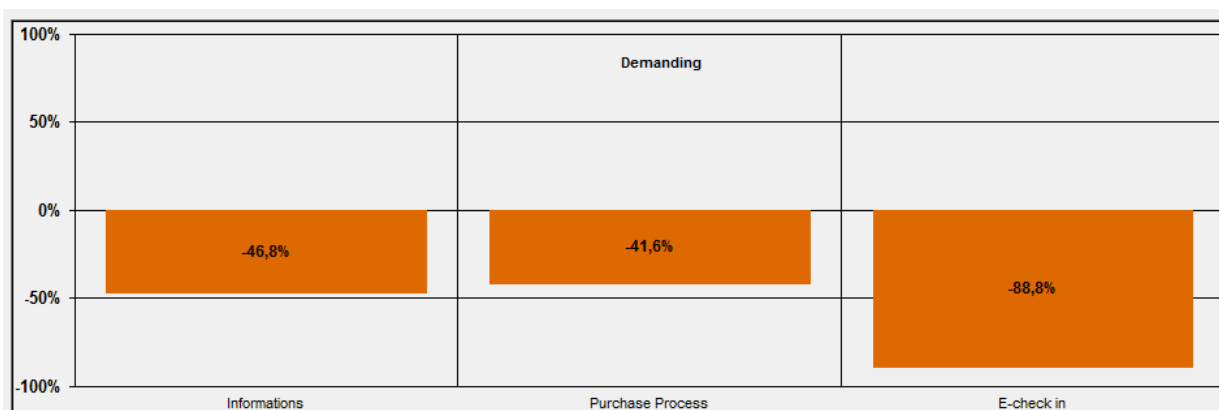 100%
Demanding
50%
0%
-46,8%
-41,6%
-88,8%
-50%
-100%
Informations
Purchase Process
E-check in